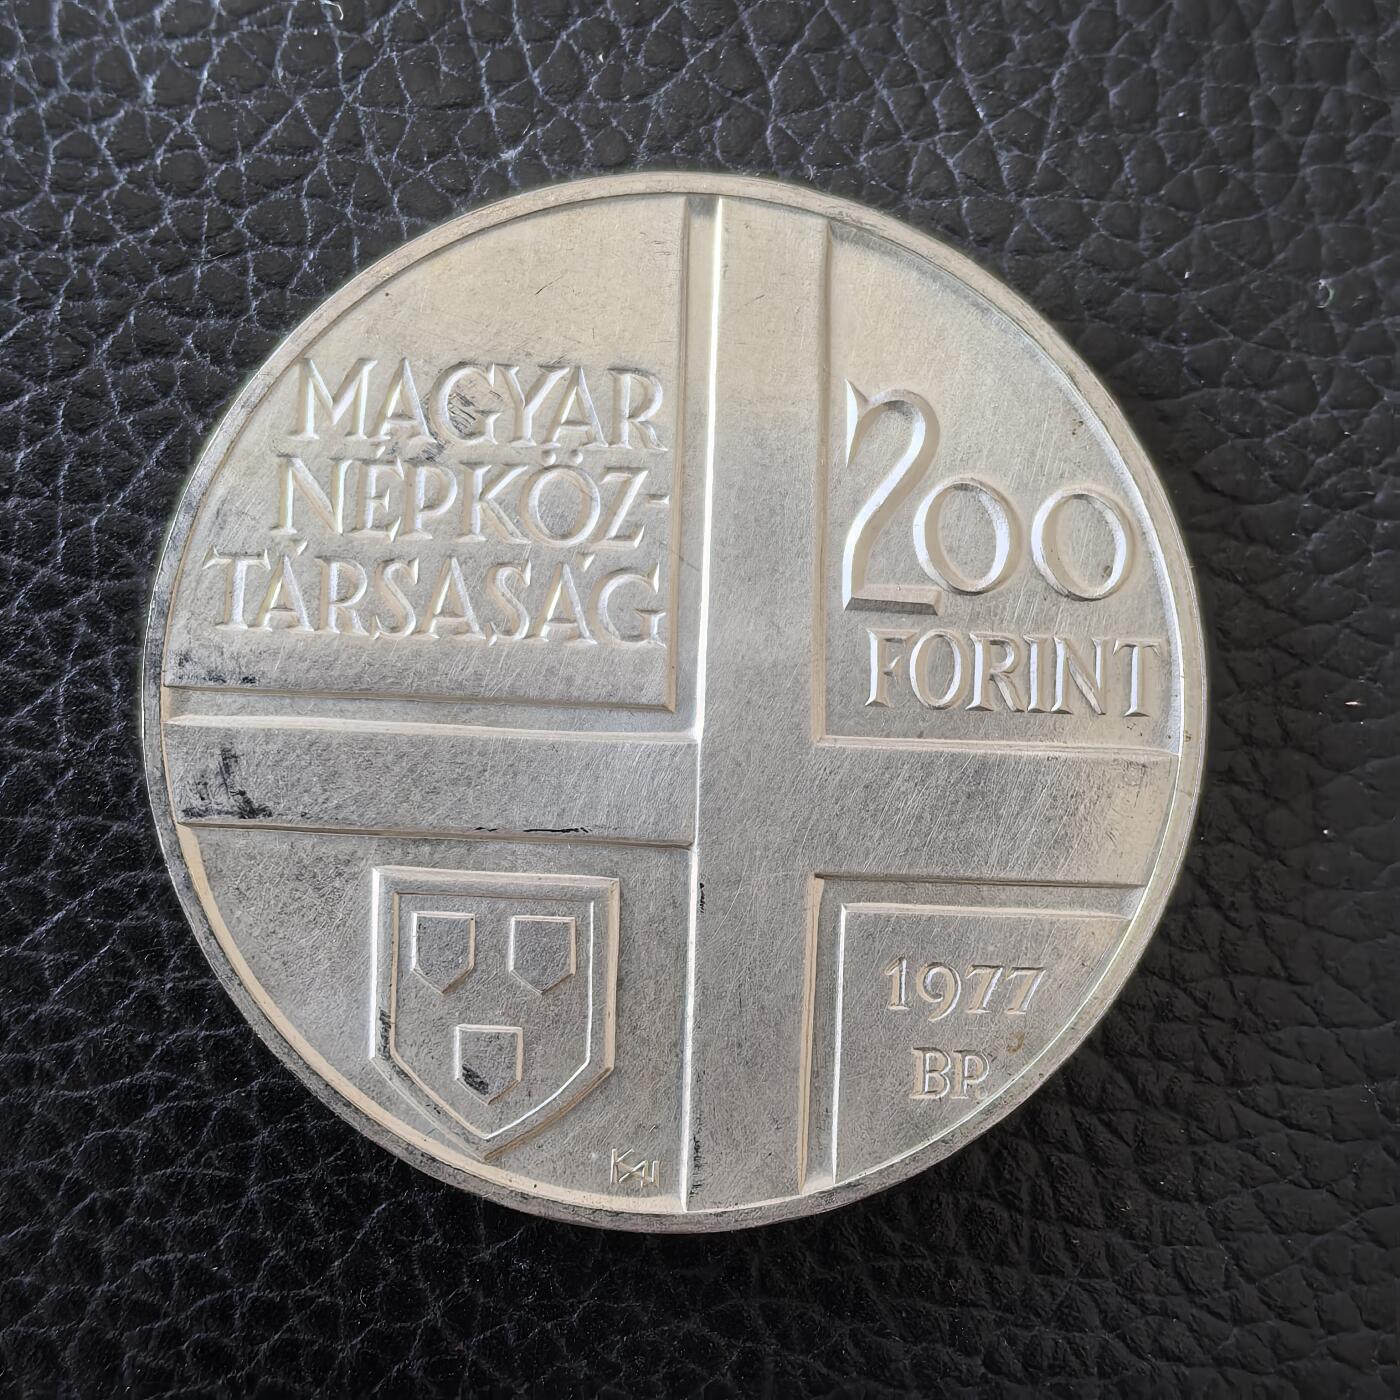 MAGYAR
NÉPKÖZ-
TÁRSASÁG
200
FORINT
1977
BP.